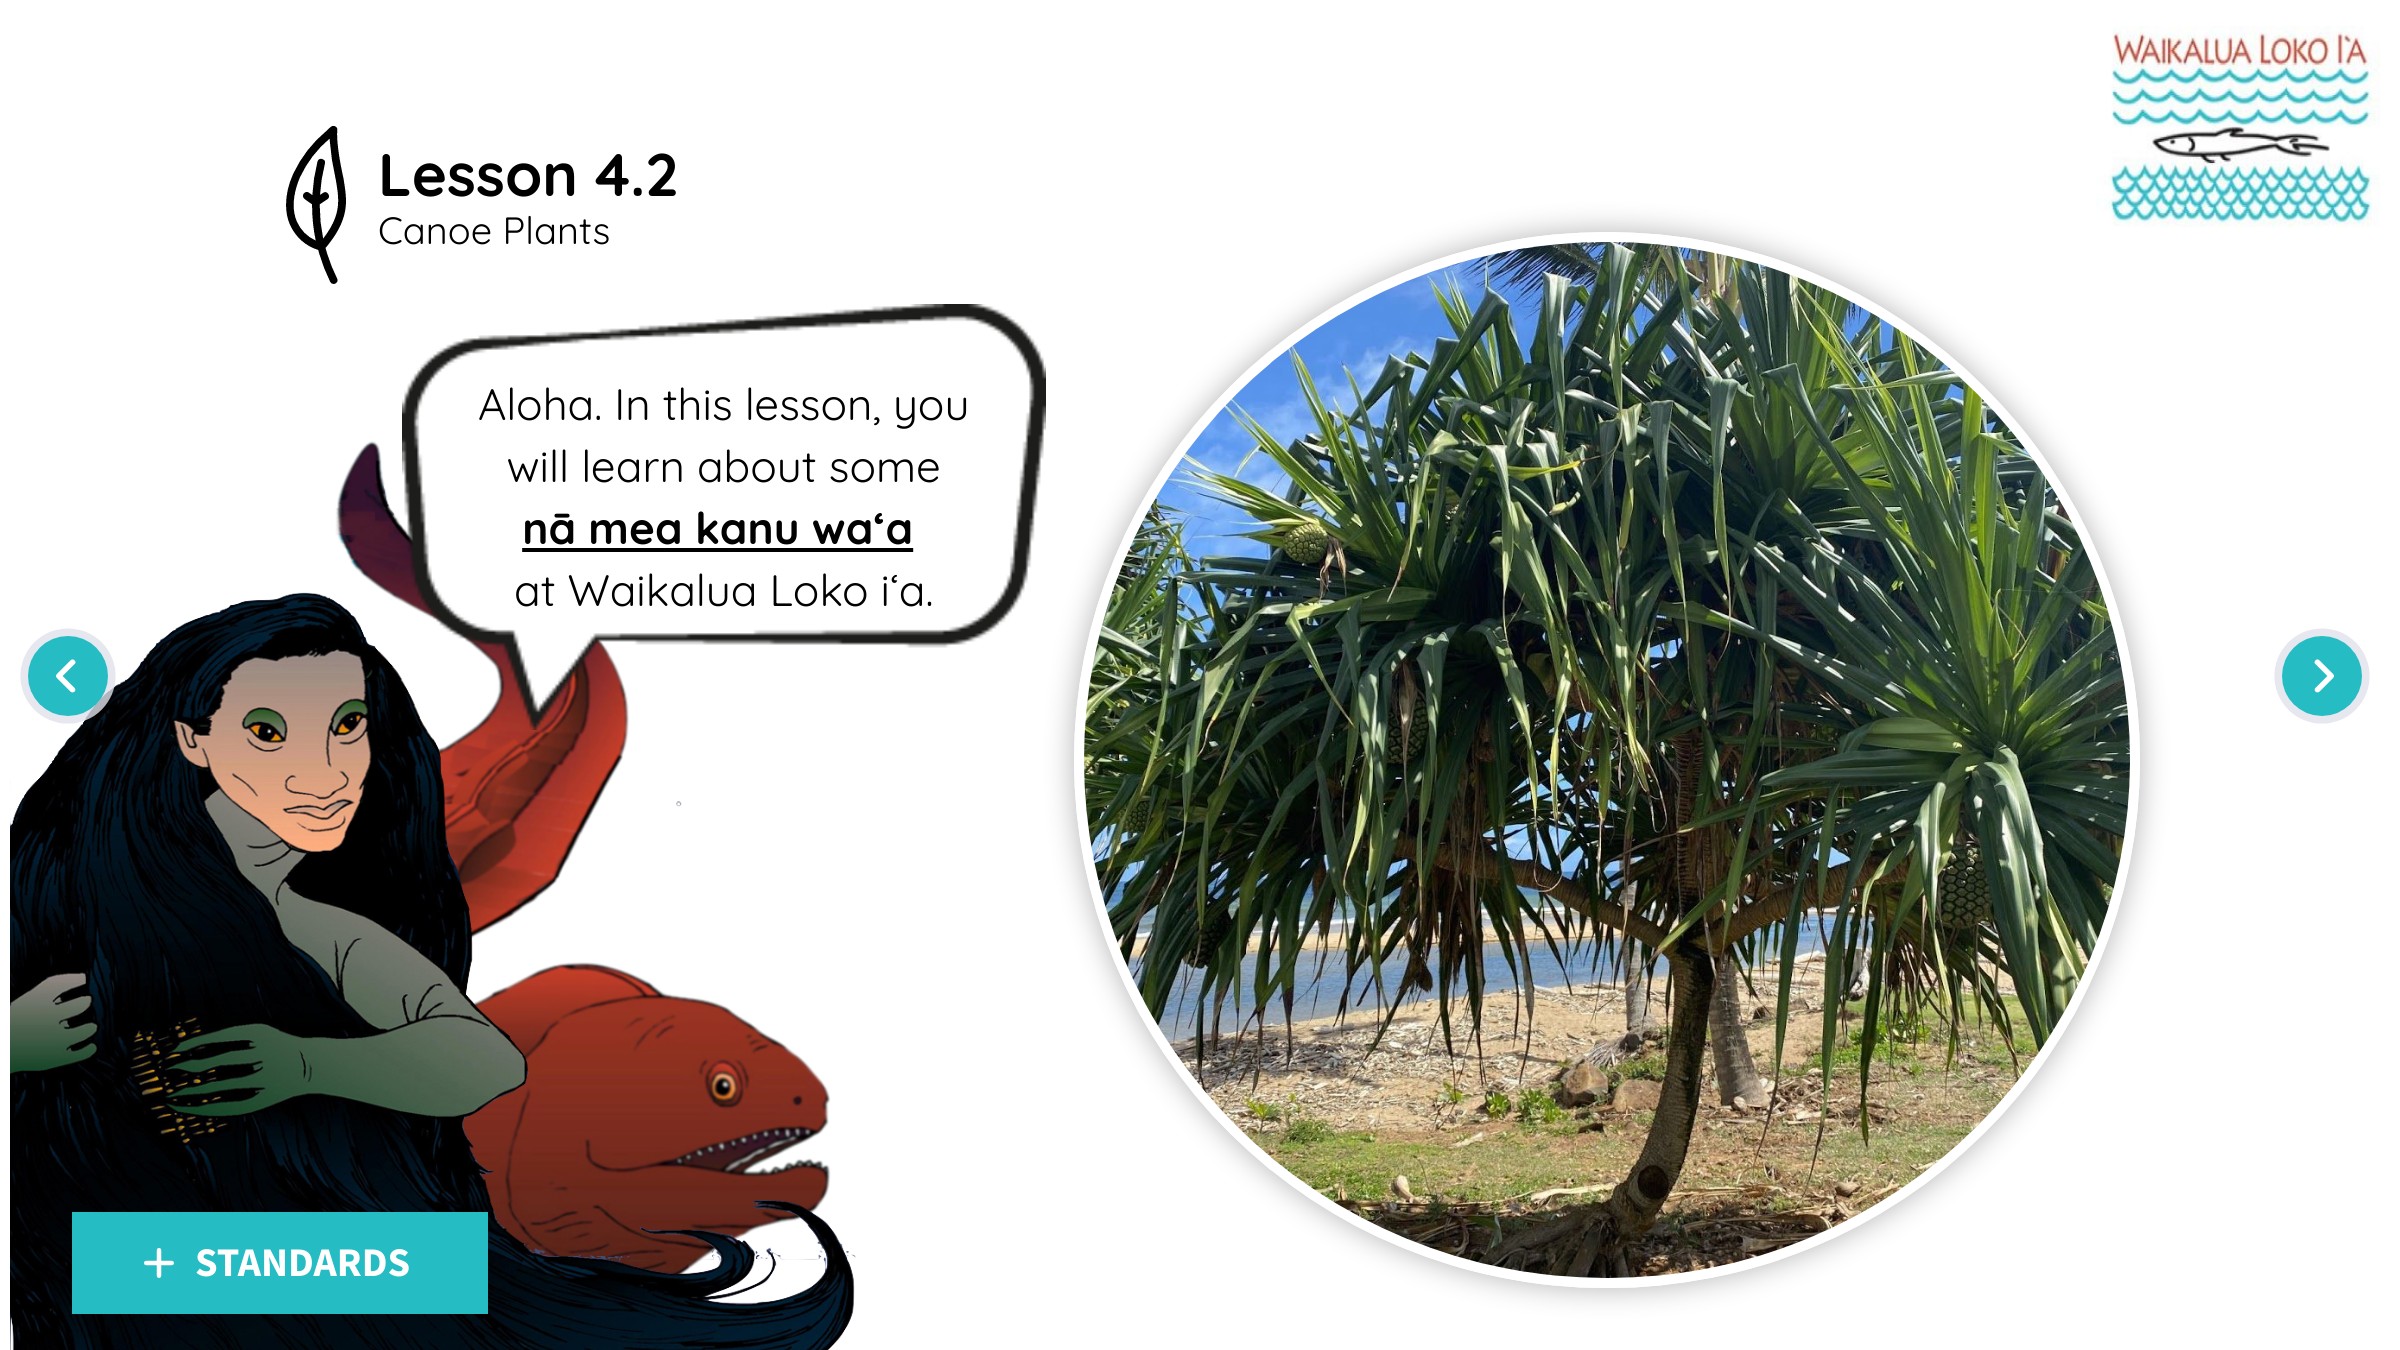 WAIKALUA LOKO I'A
Lesson 4.2
Canoe Plants
Aloha. In this lesson, you
will learn about some
nā mea kanu waʻa
at Waikalua Loko iʻa.
+ STANDARDS